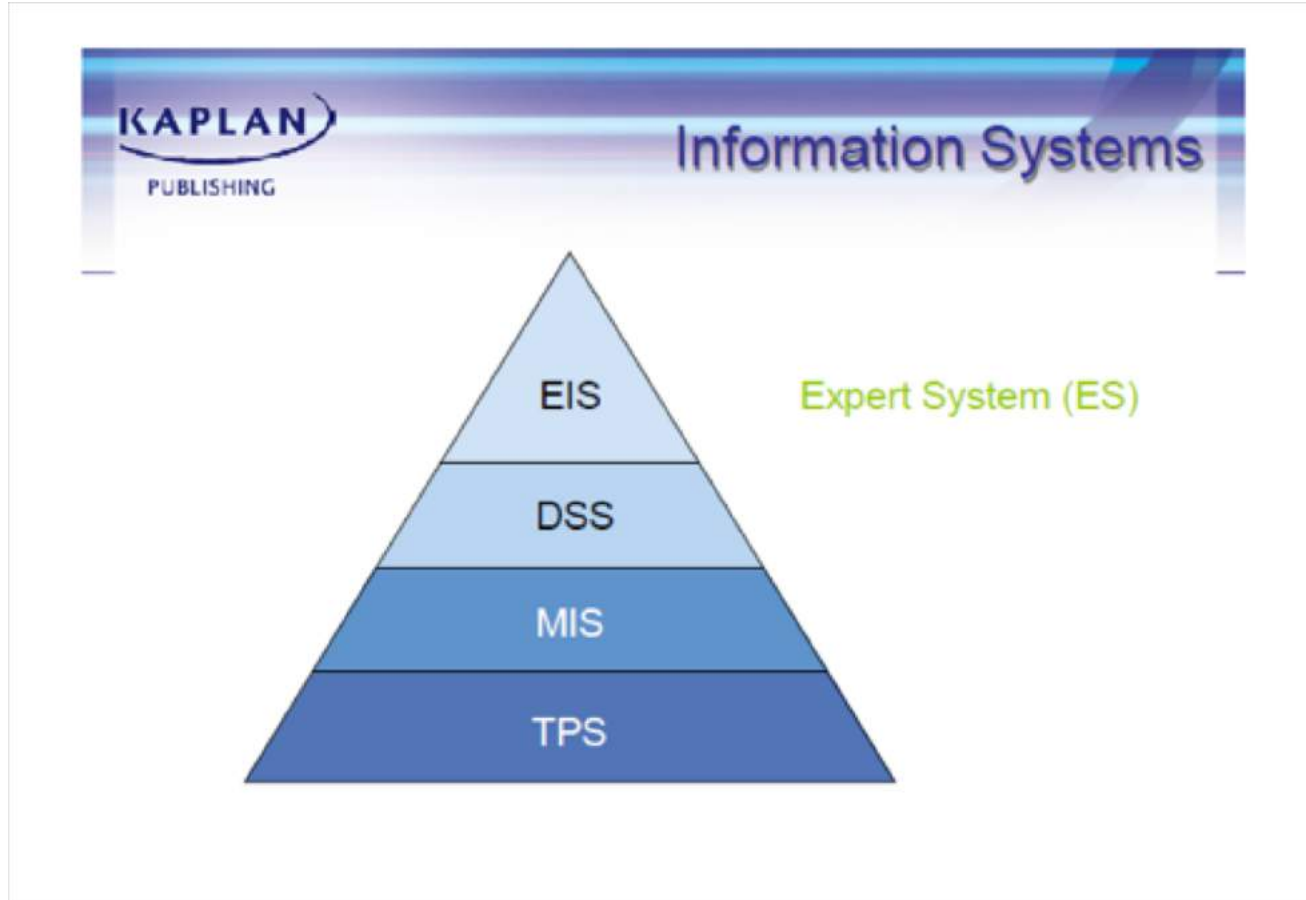 KAPLAN
PUBLISHING
Information Systems
EIS
Expert System (ES)
DSS
MIS
TPS